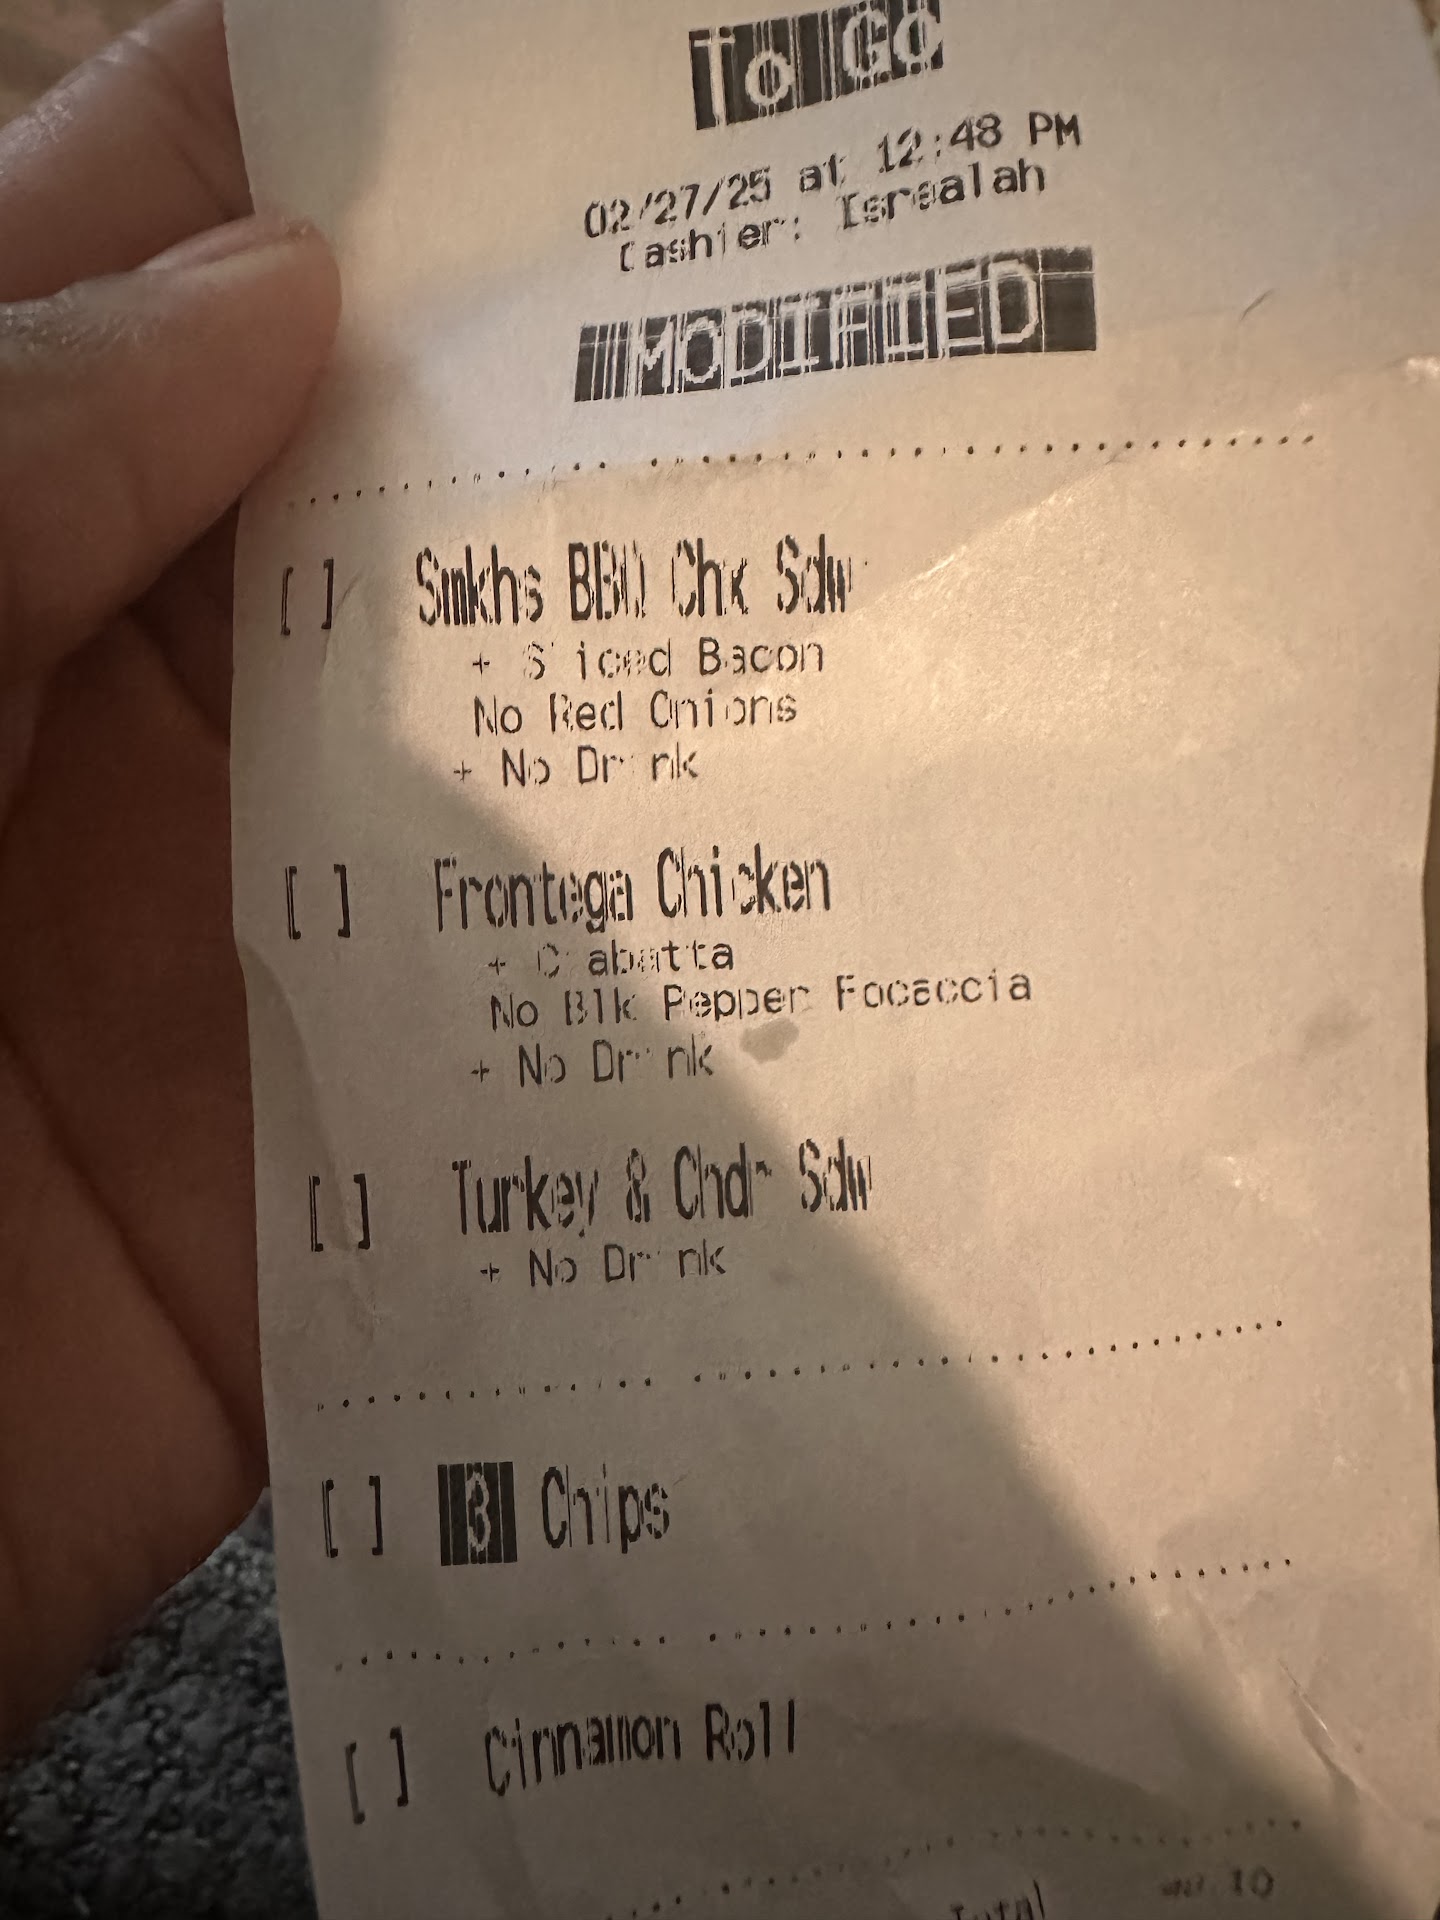 To Go
02/27/25 at 12:48 PM
Cashier: Isrealah
MODIFIED
[ ] Smkhs BBQ Chx Sdw
+ Sliced Bacon
No Red Onions
+ No Drink
[ ] Frontega Chicken
+ Ciabatta
No Blk Pepper Focaccia
+ No Drink
[ ] Turkey & Chdr Sdw
+ No Drink
[ ] 3 Chips
[ ] Cinnamon Roll
Total